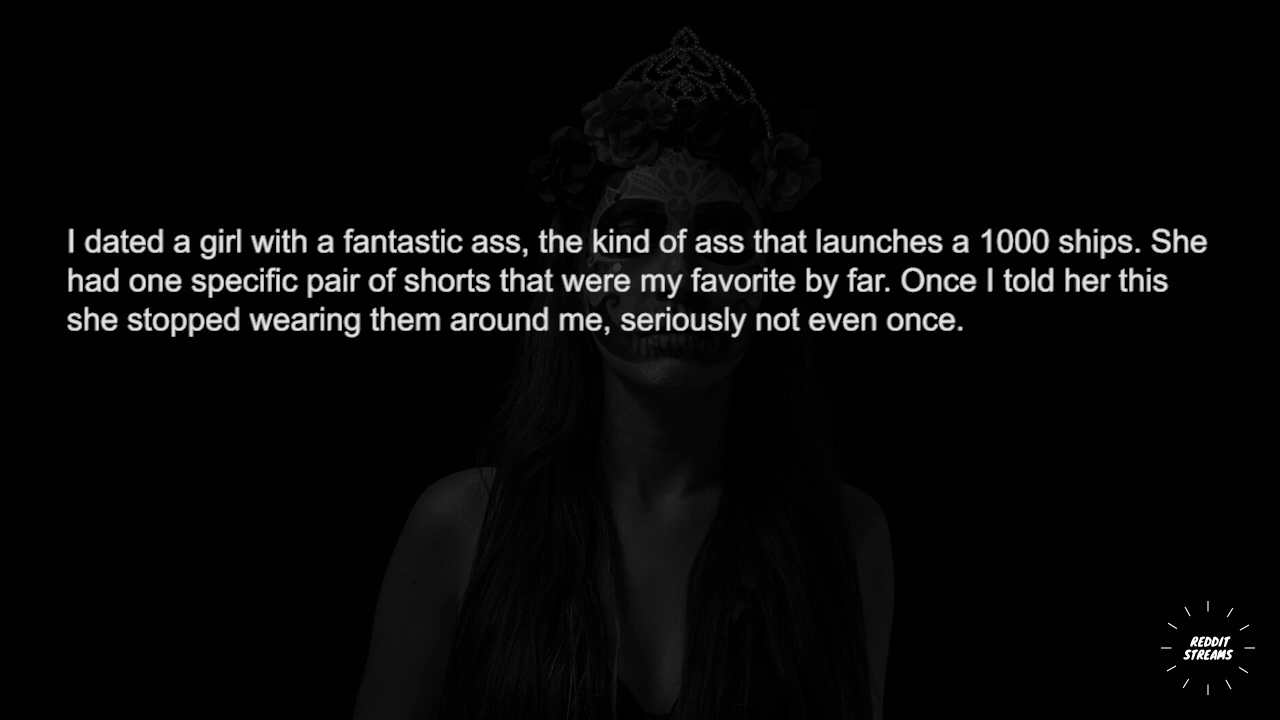 I dated a girl with a fantastic ass, the kind of ass that launches a 1000 ships. She
had one specific pair of shorts that were my favorite by far. Once I told her this
she stopped wearing them around me, seriously not even once.
REDDIT
STREAMS